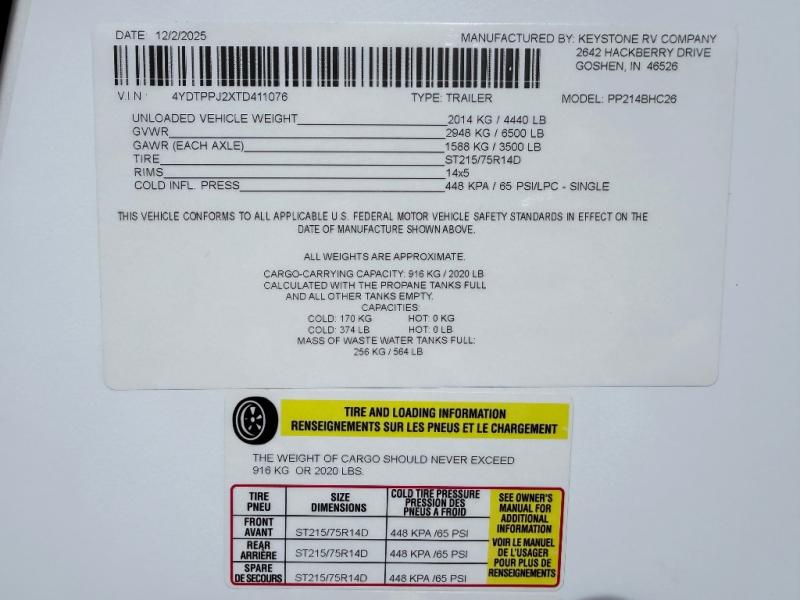 DATE: 12/2/2025 MANUFACTURED BY: KEYSTONE RV COMPANY
2642 HACKBERRY DRIVE
GOSHEN, IN 46526
V.I.N : 4YDTPPJ2XTD411076 TYPE: TRAILER MODEL: PP214BHC26
UNLOADED VEHICLE WEIGHT 2014 KG / 4440 LB
GVWR 2948 KG / 6500 LB
GAWR (EACH AXLE) 1588 KG / 3500 LB
TIRE ST215/75R14D
RIMS 14x5
COLD INFL. PRESS 448 KPA / 65 PSI/LPC - SINGLE
THIS VEHICLE CONFORMS TO ALL APPLICABLE U.S. FEDERAL MOTOR VEHICLE SAFETY STANDARDS IN EFFECT ON THE
DATE OF MANUFACTURE SHOWN ABOVE.
ALL WEIGHTS ARE APPROXIMATE.
CARGO-CARRYING CAPACITY: 916 KG / 2020 LB
CALCULATED WITH THE PROPANE TANKS FULL
AND ALL OTHER TANKS EMPTY.
CAPACITIES:
COLD: 170 KG HOT: 0 KG
COLD: 374 LB HOT: 0 LB
MASS OF WASTE WATER TANKS FULL:
256 KG / 564 LB
TIRE AND LOADING INFORMATION
RENSEIGNEMENTS SUR LES PNEUS ET LE CHARGEMENT
THE WEIGHT OF CARGO SHOULD NEVER EXCEED
916 KG OR 2020 LBS.
TIRE
PNEU
SIZE
DIMENSIONS
COLD TIRE PRESSURE
PRESSION DES
PNEUS A FROID
FRONT
AVANT
ST215/75R14D
448 KPA /65 PSI
REAR
ARRIÈRE
ST215/75R14D
448 KPA /65 PSI
SPARE
DE SECOURS
ST215/75R14D
448 KPA /65 PSI
SEE OWNER'S
MANUAL FOR
ADDITIONAL
INFORMATION
VOIR LE MANUEL
DE L'USAGER
POUR PLUS DE
RENSEIGNEMENTS